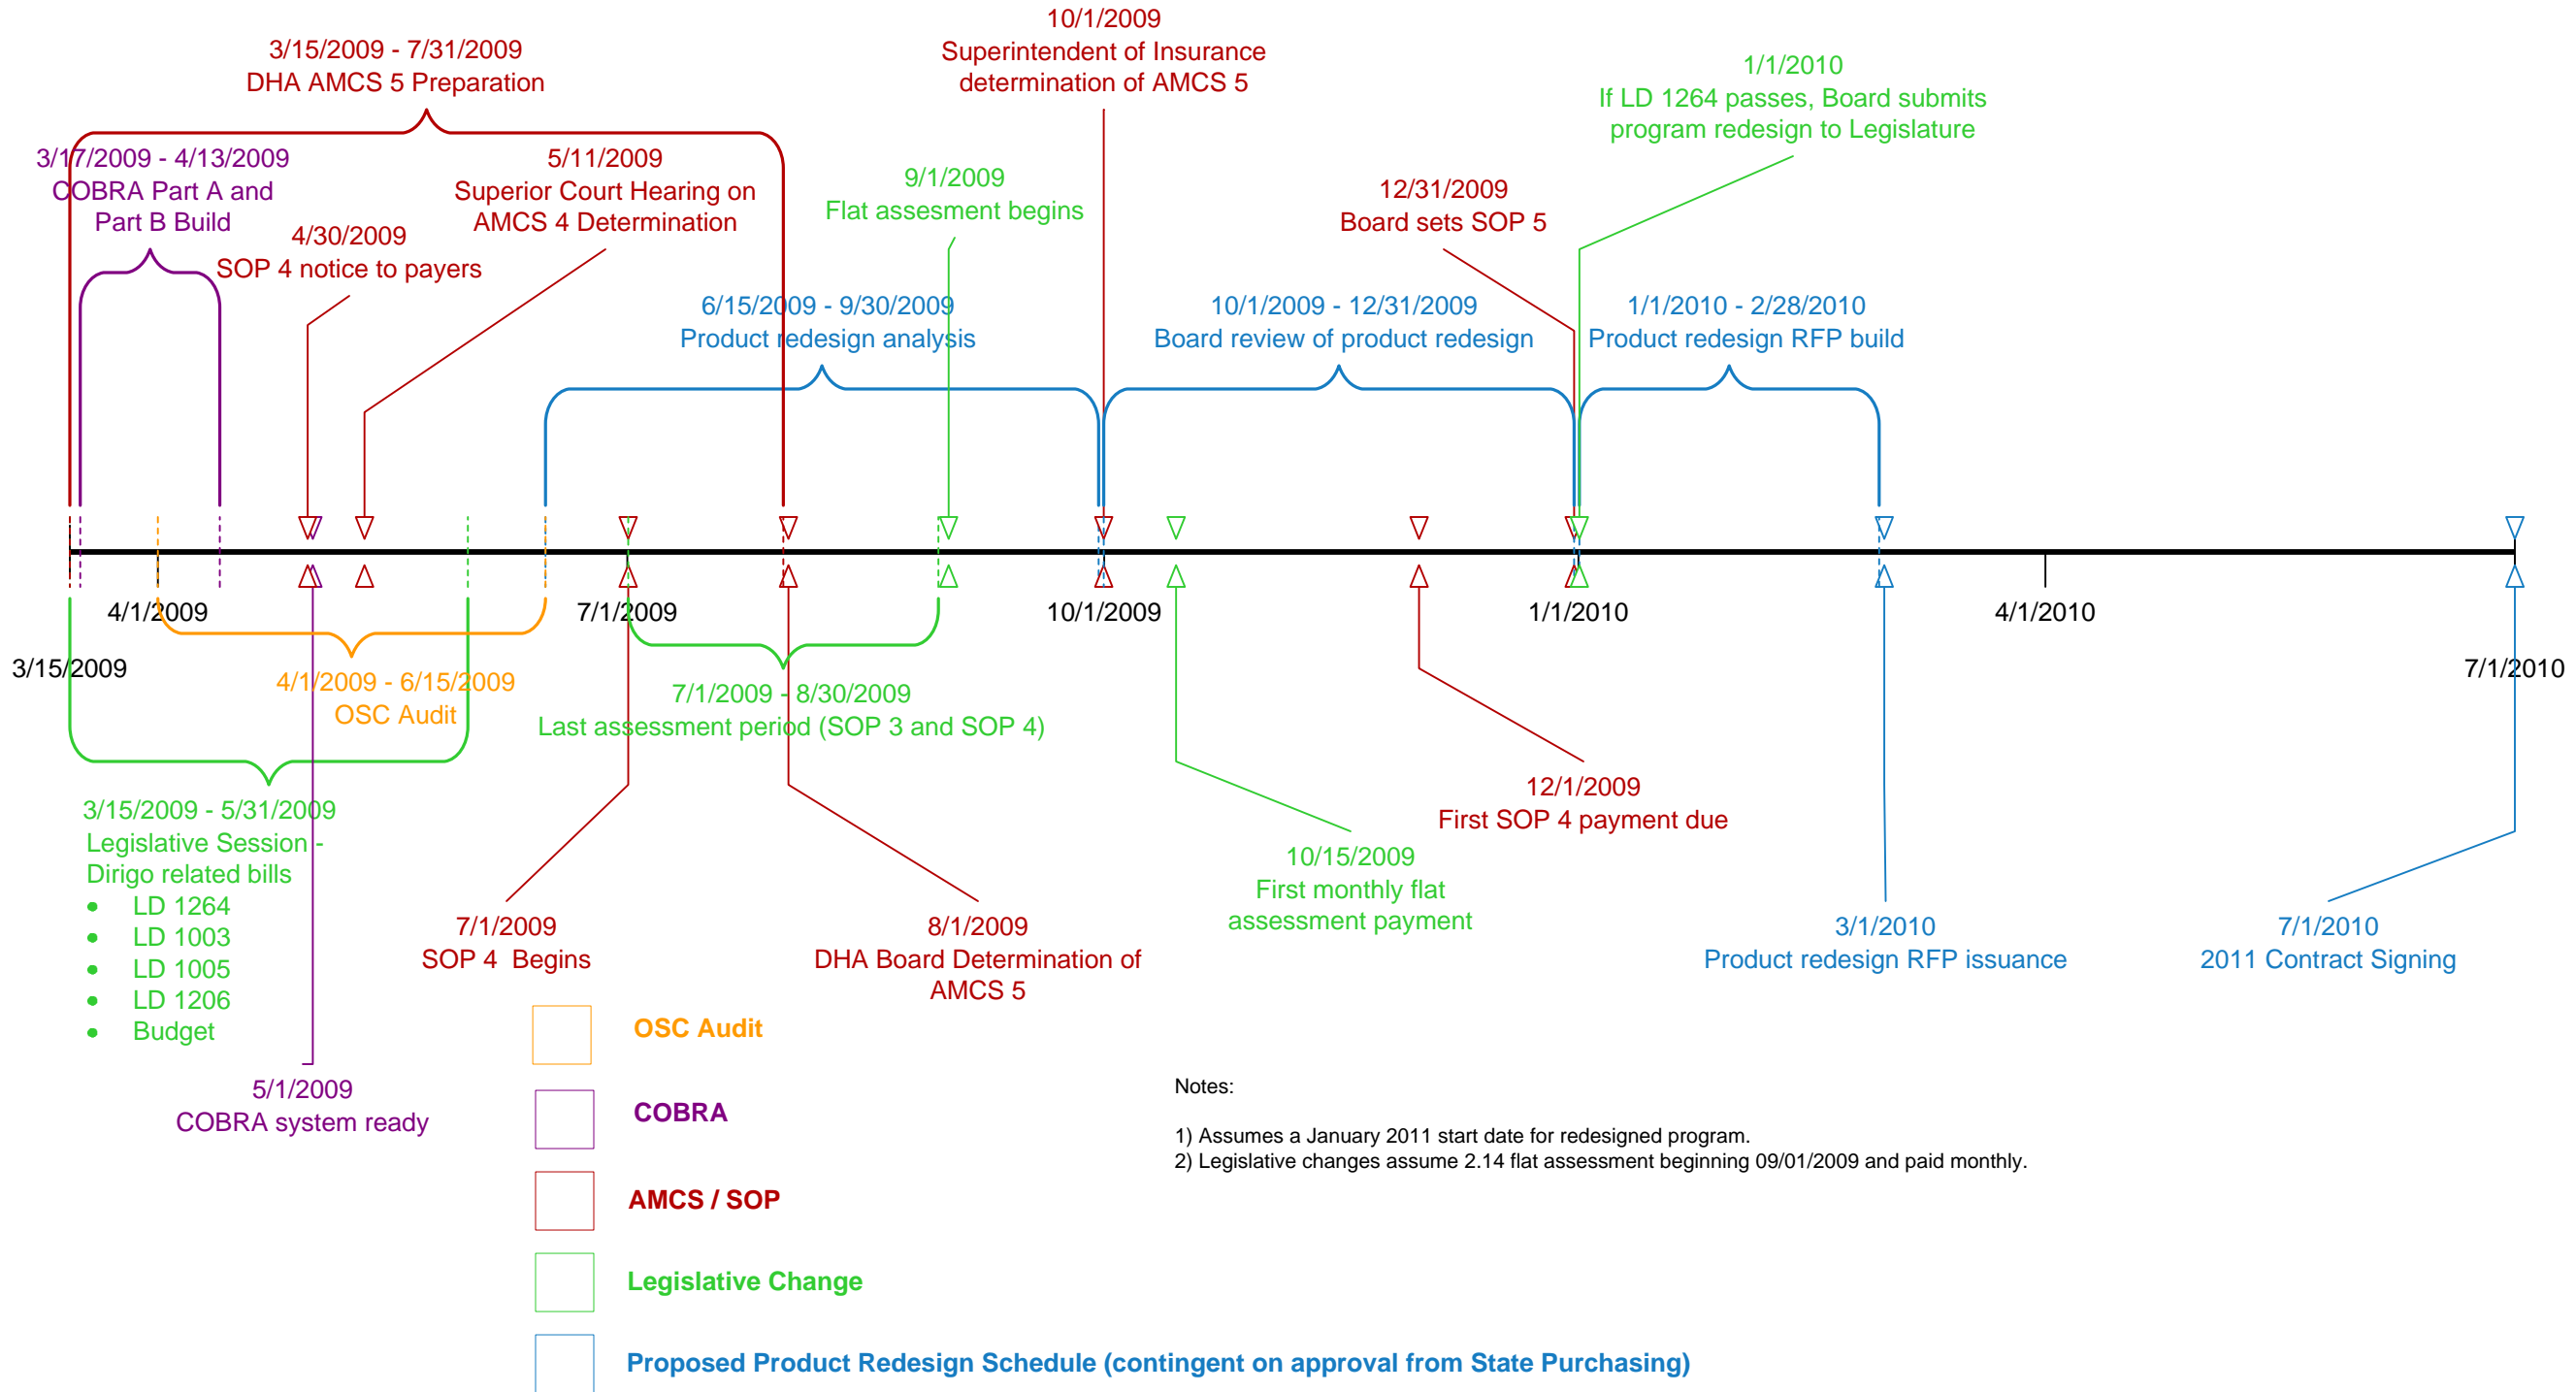 10/1/2009
Superintendent of Insurance
determination of AMCS 5
3/15/2009 - 7/31/2009
DHA AMCS 5 Preparation
1/1/2010
If LD 1264 passes, Board submits
program redesign to Legislature
3/17/2009 - 4/13/2009
COBRA Part A and
Part B Build
5/11/2009
Superior Court Hearing on
AMCS 4 Determination
9/1/2009
Flat assesment begins
12/31/2009
Board sets SOP 5
4/30/2009
SOP 4 notice to payers
6/15/2009 - 9/30/2009
Product redesign analysis
10/1/2009 - 12/31/2009
Board review of product redesign
1/1/2010 - 2/28/2010
Product redesign RFP build
4/1/2009
7/1/2009
10/1/2009
1/1/2010
4/1/2010
3/15/2009
7/1/2010
4/1/2009 - 6/15/2009
OSC Audit
7/1/2009 - 8/30/2009
Last assessment period (SOP 3 and SOP 4)
3/15/2009 - 5/31/2009
Legislative Session -
Dirigo related bills
• LD 1264
• LD 1003
• LD 1005
• LD 1206
• Budget
12/1/2009
First SOP 4 payment due
10/15/2009
First monthly flat
assessment payment
7/1/2009
SOP 4 Begins
8/1/2009
DHA Board Determination of
AMCS 5
3/1/2010
Product redesign RFP issuance
7/1/2010
2011 Contract Signing
5/1/2009
COBRA system ready
OSC Audit
COBRA
AMCS / SOP
Legislative Change
Proposed Product Redesign Schedule (contingent on approval from State Purchasing)
Notes:
1) Assumes a January 2011 start date for redesigned program.
2) Legislative changes assume 2.14 flat assessment beginning 09/01/2009 and paid monthly.